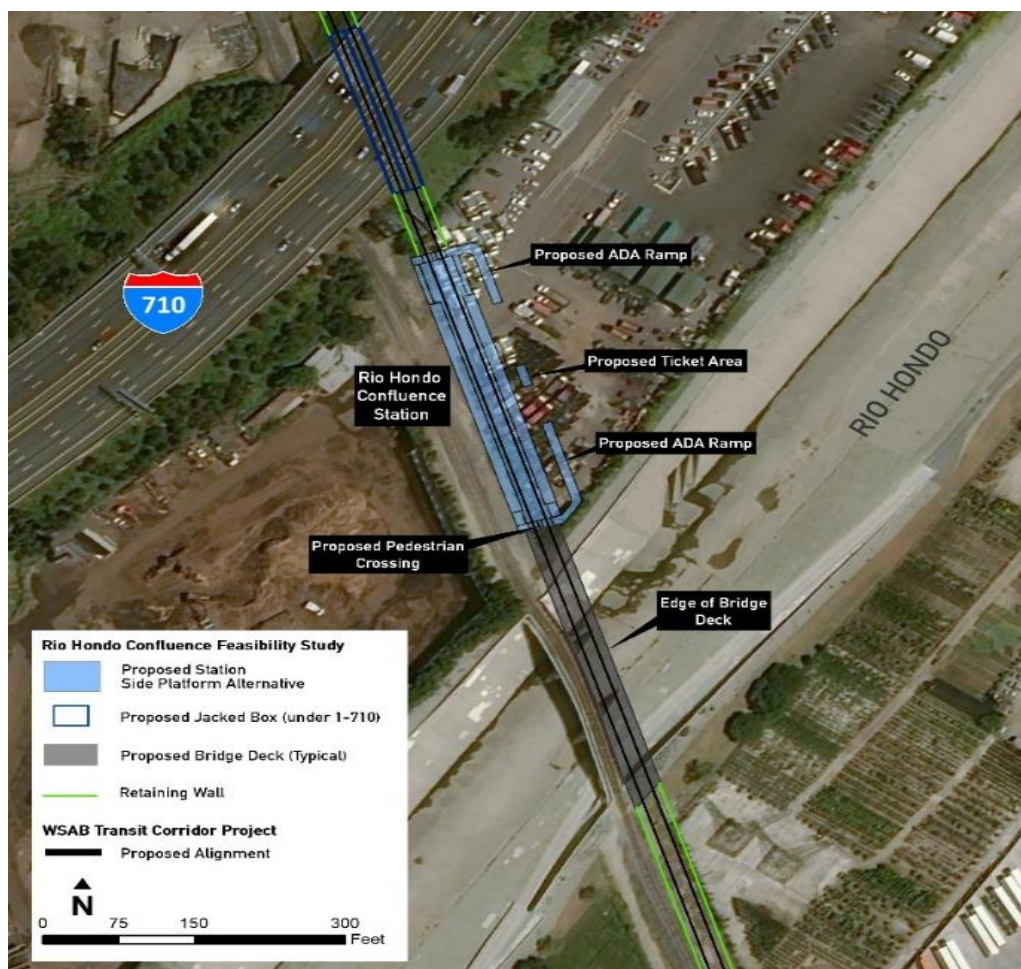 710
Proposed ADA Ramp
Proposed Ticket Area
RIO HONDO
Rio Hondo
Confluence
Station
Proposed ADA Ramp
Proposed Pedestrian
Crossing
Edge of Bridge
Deck
Rio Hondo Confluence Feasibility Study
Proposed Station
Side Platform Alternative
Proposed Jacked Box (under 1-710)
Proposed Bridge Deck (Typical)
Retaining Wall
WSAB Transit Corridor Project
Proposed Alignment
N
0 75 150 300
Feet